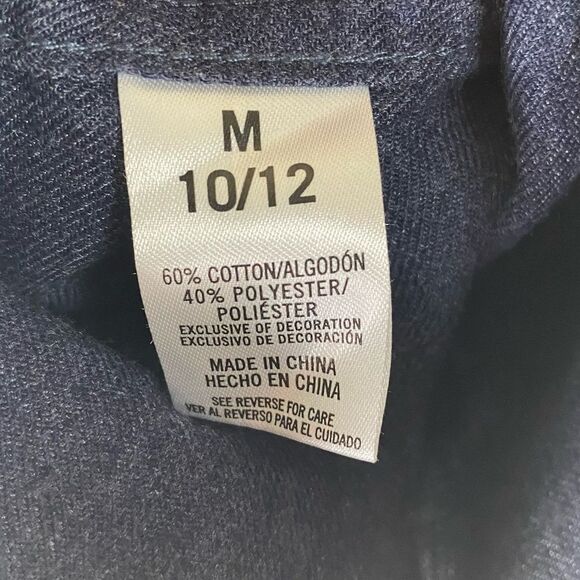 M
10/12
60% COTTON/ALGODÓN
40% POLYESTER/
POLIÉSTER
EXCLUSIVE OF DECORATION
EXCLUSIVO DE DECORACIÓN
MADE IN CHINA
HECHO EN CHINA
SEE REVERSE FOR CARE
VER AL REVERSO PARA EL CUIDADO